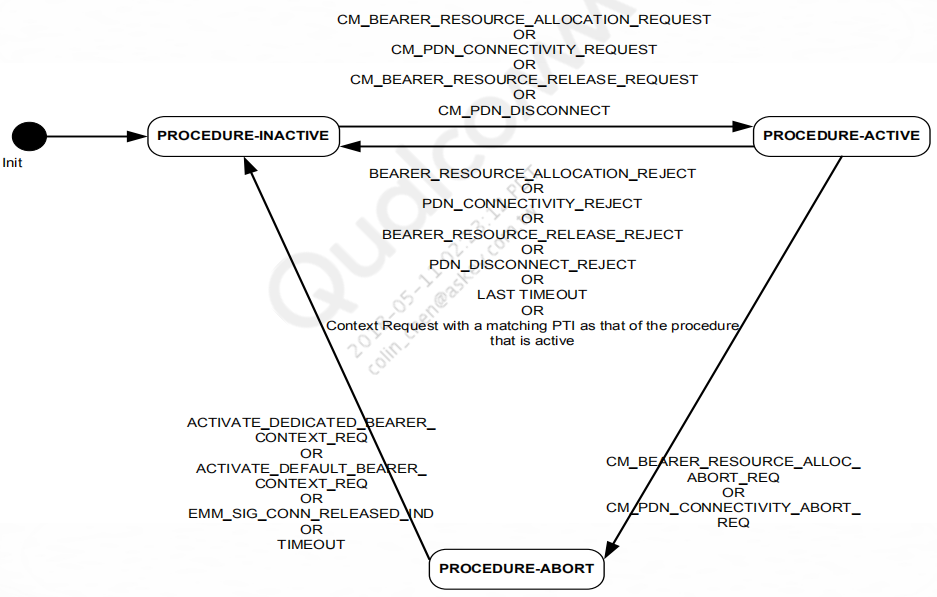 CM_BEARER_RESOURCE_ALLOCATION_REQUEST
OR
CM_PDN_CONNECTIVITY_REQUEST
OR
CM_BEARER_RESOURCE_RELEASE_REQUEST
OR
CM_PDN_DISCONNECT
PROCEDURE-INACTIVE
PROCEDURE-ACTIVE
Init
BEARER_RESOURCE_ALLOCATION_REJECT
OR
PDN_CONNECTIVITY_REJECT
OR
BEARER_RESOURCE_RELEASE_REJECT
OR
PDN_DISCONNECT_REJECT
OR
LAST TIMEOUT
OR
Context Request with a matching PTI as that of the procedure
that is active
ACTIVATE_DEDICATED_BEARER_
CONTEXT_REQ
OR
ACTIVATE_DEFAULT_BEARER_
CONTEXT_REQ
OR
EMM_SIG_CONN_RELEASED_IND
OR
TIMEOUT
CM_BEARER_RESOURCE_ALLOC_
ABORT_REQ
OR
CM_PDN_CONNECTIVITY_ABORT_
REQ
PROCEDURE-ABORT
Qualcomm